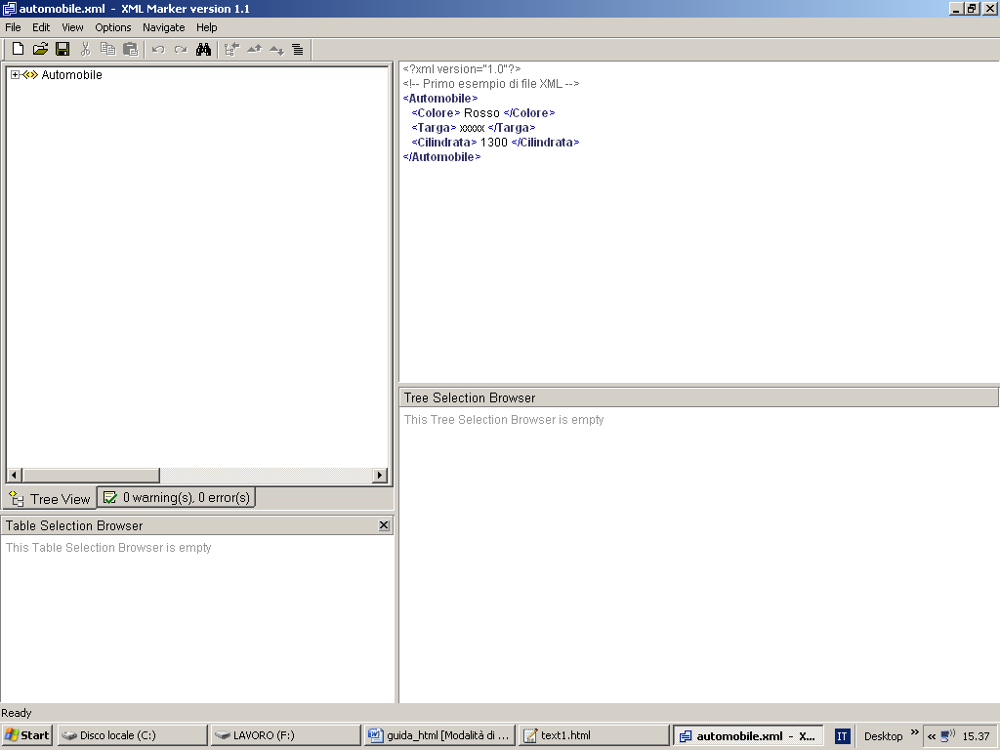 automobile.xml - XML Marker version 1.1
File Edit View Options Navigate Help
Automobile
<?xml version="1.0"?>
<!-- Primo esempio di file XML -->
<Automobile>
<Colore> Rosso </Colore>
<Targa> xxxxx </Targa>
<Cilindrata> 1300 </Cilindrata>
</Automobile>
Tree View
0 warning(s), 0 error(s)
Tree Selection Browser
This Tree Selection Browser is empty
Table Selection Browser
This Table Selection Browser is empty
Ready
Start Disco locale (C:) LAVORO (F:) guida_html [Modalità di ... text1.html automobile.xml - X... IT Desktop » « 15.37